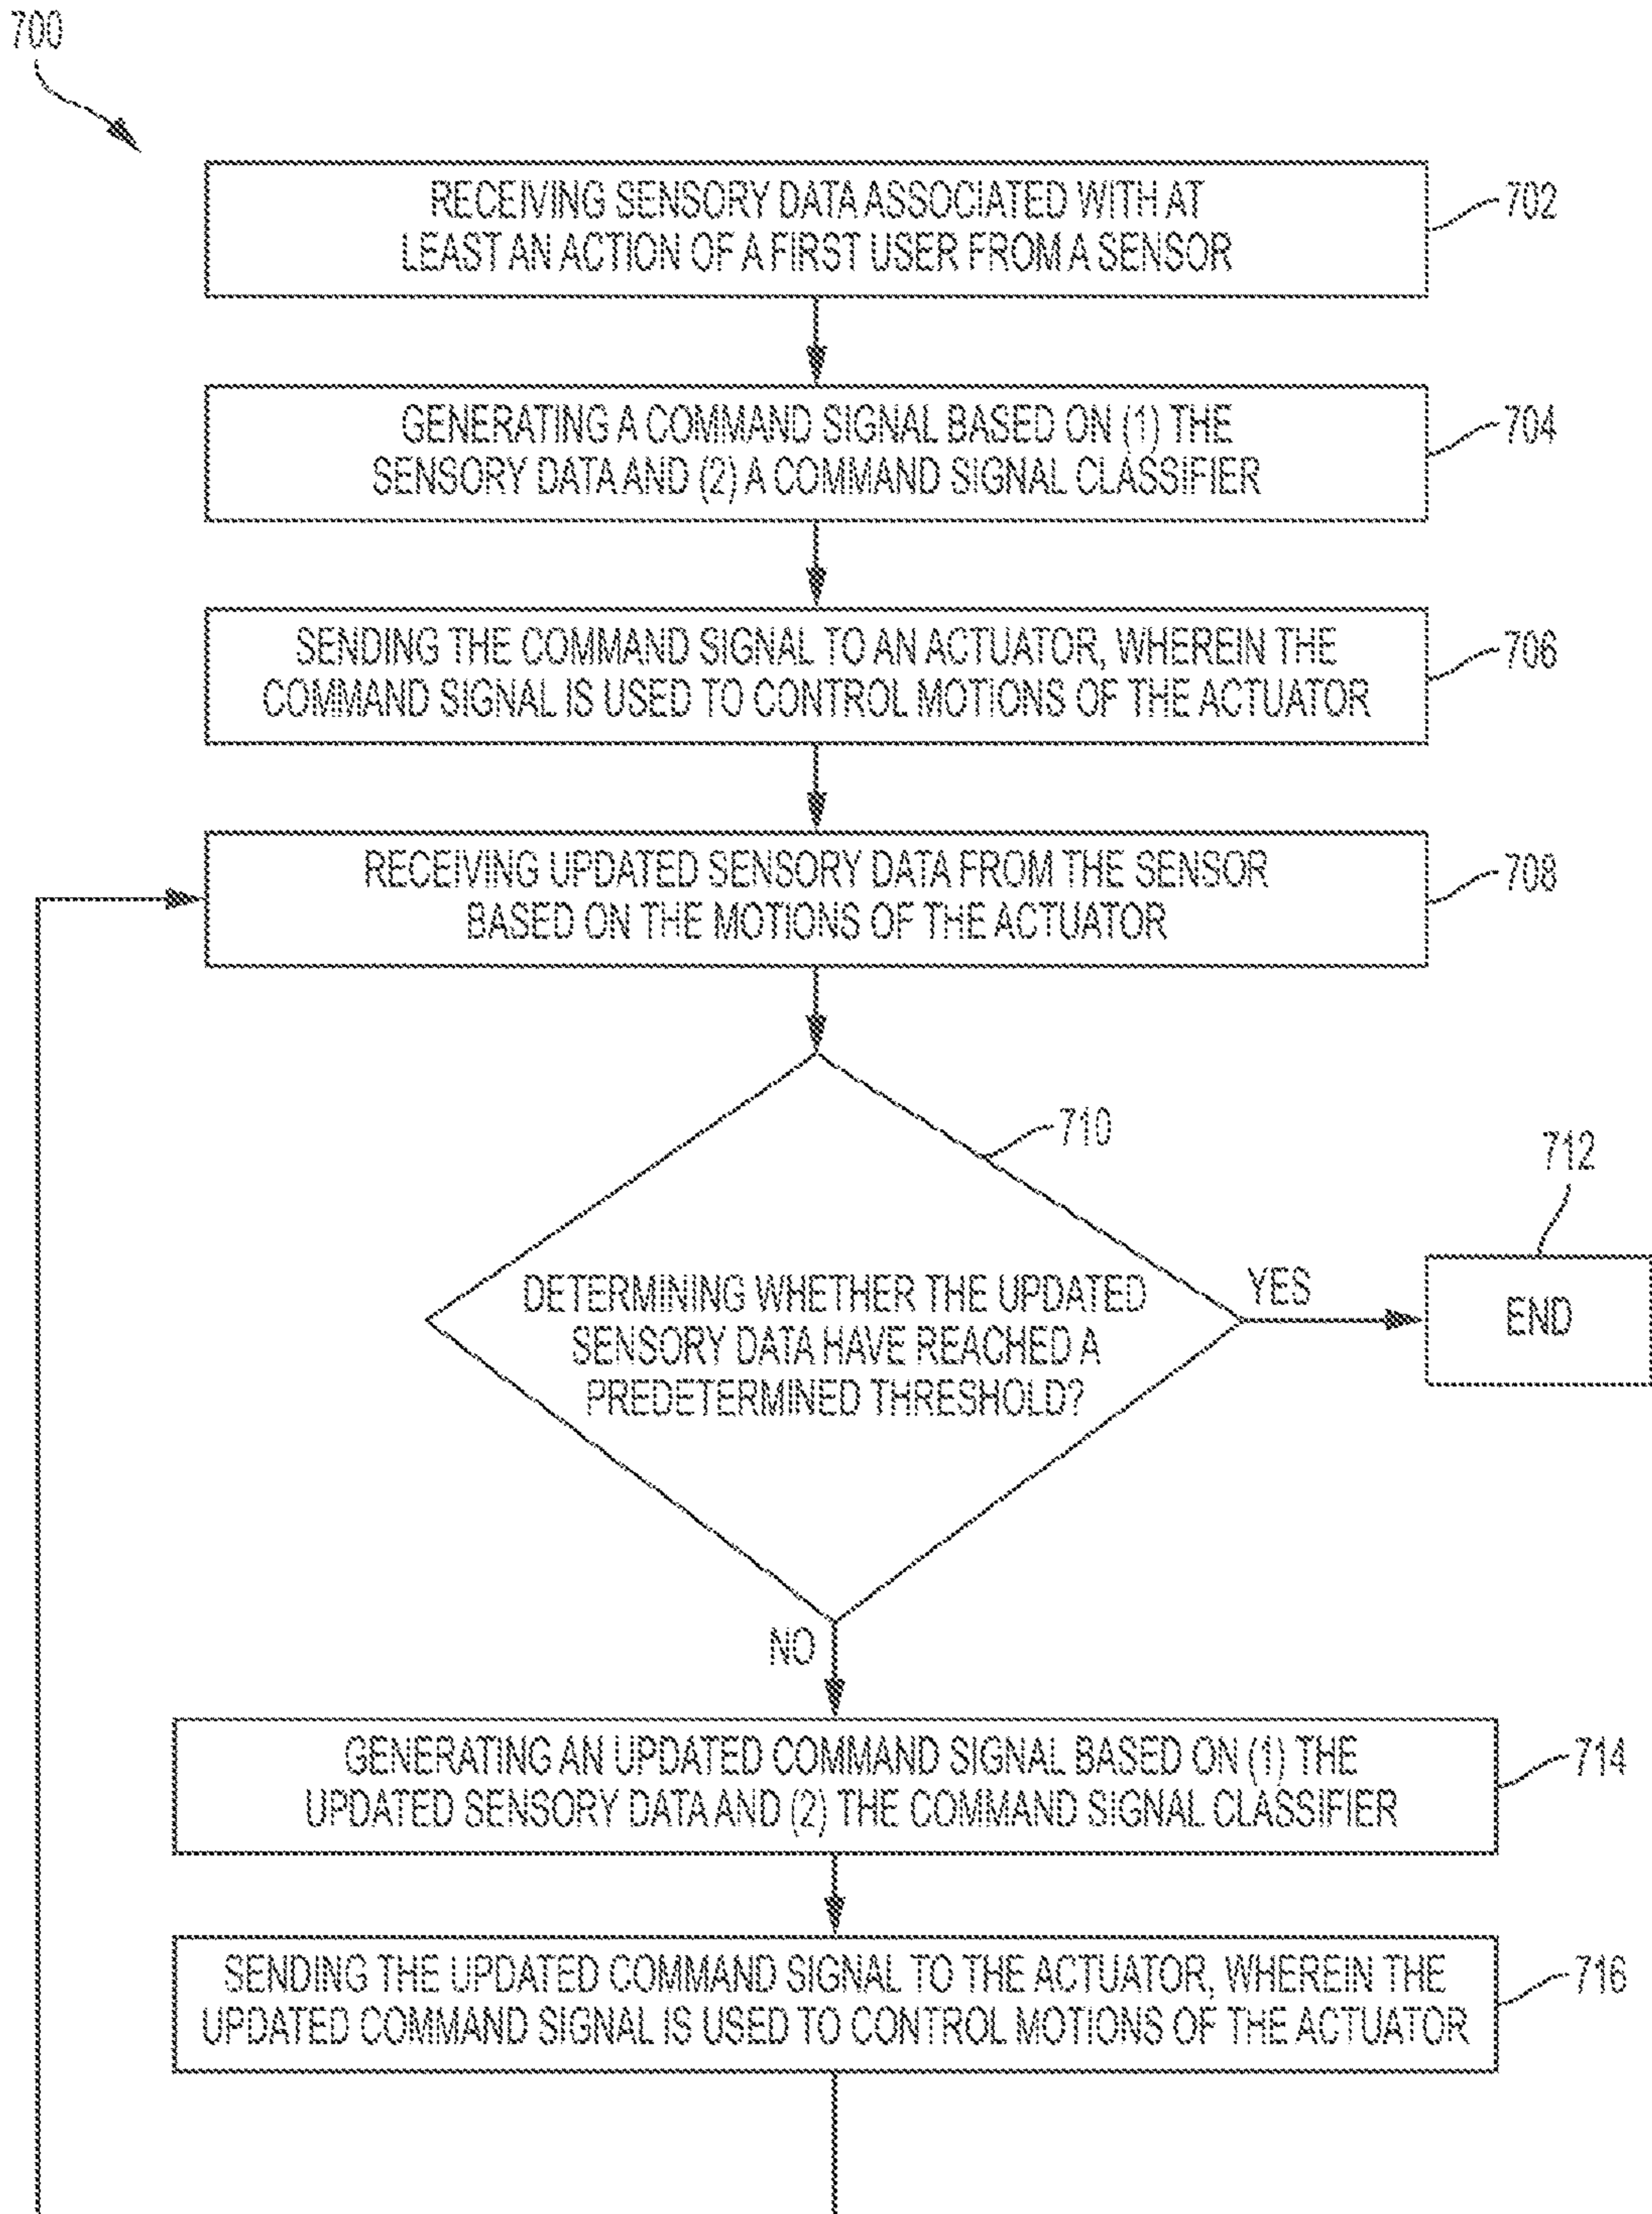 700
RECEIVING SENSORY DATA ASSOCIATED WITH AT
LEAST AN ACTION OF A FIRST USER FROM A SENSOR
702
GENERATING A COMMAND SIGNAL BASED ON (1) THE
SENSORY DATA AND (2) A COMMAND SIGNAL CLASSIFIER
704
SENDING THE COMMAND SIGNAL TO AN ACTUATOR, WHEREIN THE
COMMAND SIGNAL IS USED TO CONTROL MOTIONS OF THE ACTUATOR
706
RECEIVING UPDATED SENSORY DATA FROM THE SENSOR
BASED ON THE MOTIONS OF THE ACTUATOR
708
710
712
DETERMINING WHETHER THE UPDATED
SENSORY DATA HAVE REACHED A
PREDETERMINED THRESHOLD?
YES
END
NO
GENERATING AN UPDATED COMMAND SIGNAL BASED ON (1) THE
UPDATED SENSORY DATA AND (2) THE COMMAND SIGNAL CLASSIFIER
714
SENDING THE UPDATED COMMAND SIGNAL TO THE ACTUATOR, WHEREIN THE
UPDATED COMMAND SIGNAL IS USED TO CONTROL MOTIONS OF THE ACTUATOR
716